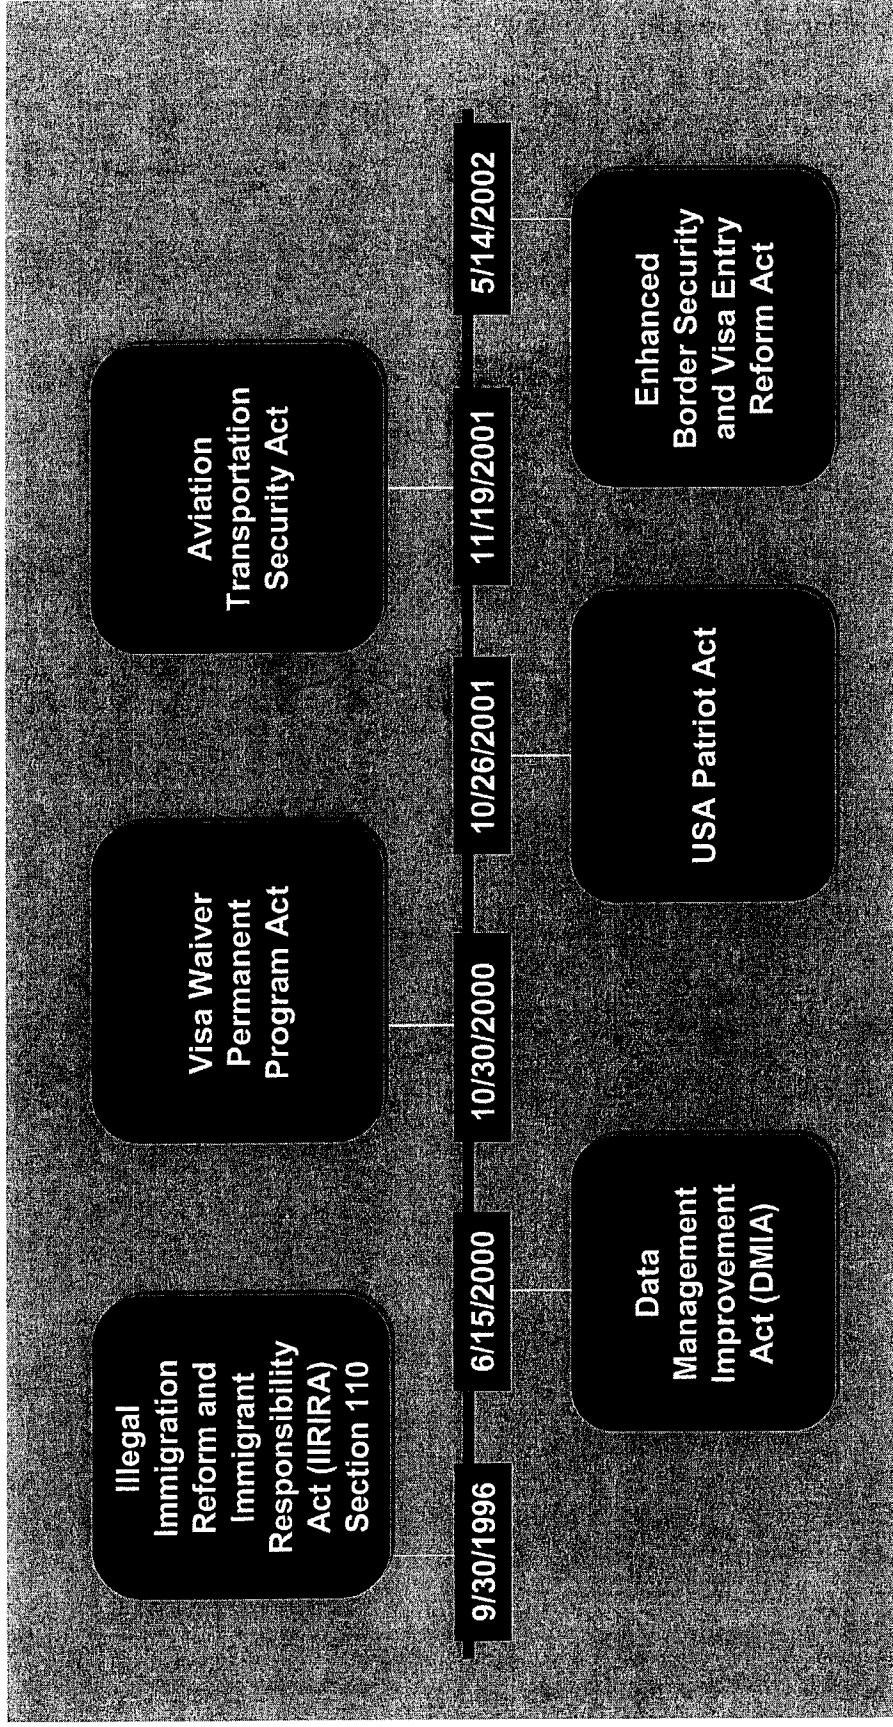 Illegal
Immigration
Reform and
Immigrant
Responsibility
Act (IIRIRA)
Section 110
Visa Waiver
Permanent
Program Act
Aviation
Transportation
Security Act
9/30/1996
6/15/2000
10/30/2000
10/26/2001
11/19/2001
5/14/2002
Data
Management
Improvement
Act (DMIA)
USA Patriot Act
Enhanced
Border Security
and Visa Entry
Reform Act